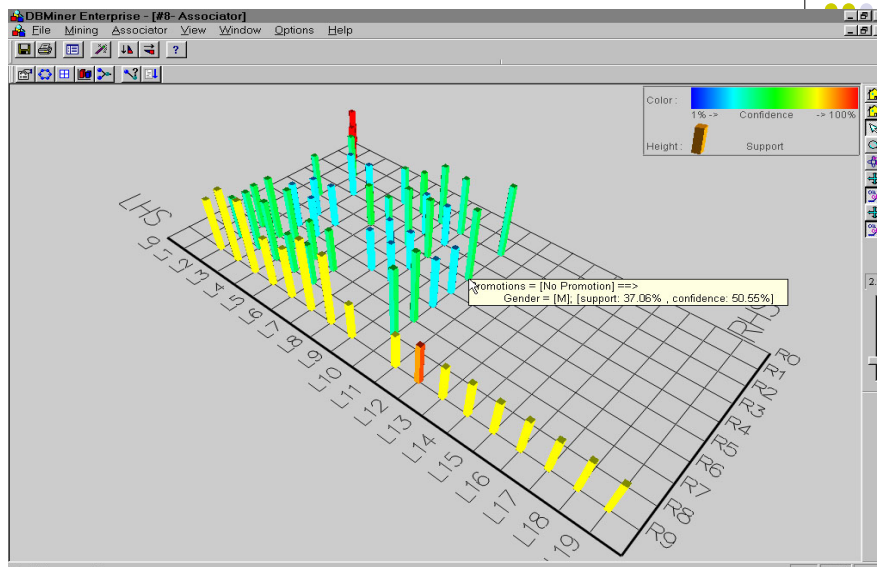 DBMiner Enterprise - [#8- Associator]
File Mining Associator View Window Options Help
Color :
1% -> Confidence -> 100%
Height : Support
LHS
L2
L3
L4
L5
L6
L7
L8
L9
L10
L11
L12
L13
L14
L15
L16
L17
L18
Promotions = [No Promotion] ==>
Gender = [M]; [support: 37.06% , confidence: 50.55%]
RHS
R0
R1
R2
R3
R4
R5
R6
R7
R8
R9
2.